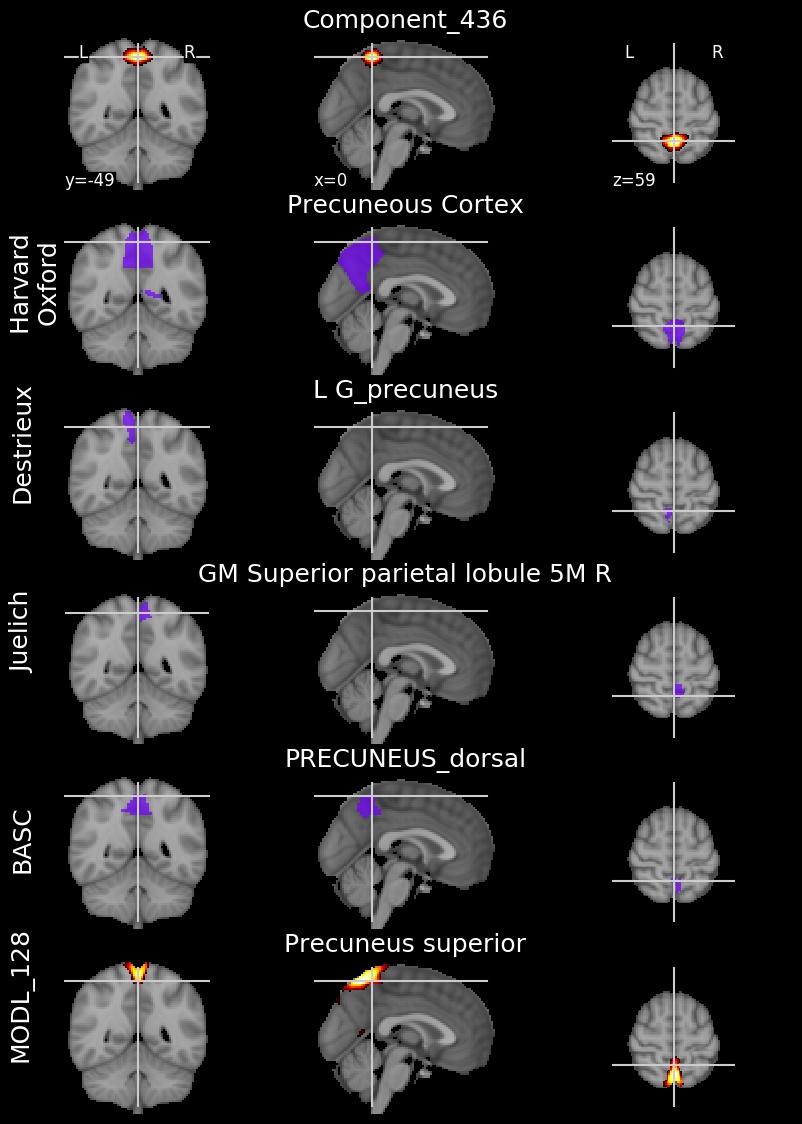 Component_436
L R L R
y=-49 x=0 z=59
Precuneous Cortex
Harvard
Oxford
L G_precuneus
Destrieux
GM Superior parietal lobule 5M R
Juelich
PRECUNEUS_dorsal
BASC
Precuneus superior
MODL_128